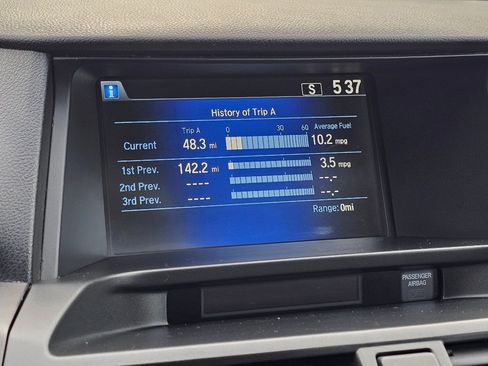 i S 5 37
History of Trip A
Trip A 0 30 60 Average Fuel
Current 48.3 mi 10.2 mpg
1st Prev. 142.2 mi 3.5 mpg
2nd Prev. ---- --.-
3rd Prev. ---- --.-
Range: 0mi
PASSENGER
AIRBAG